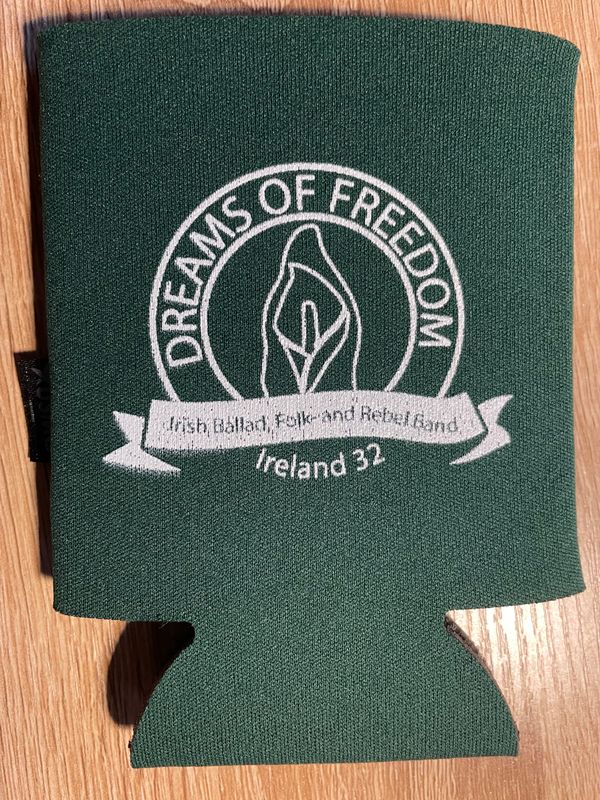 DREAMS OF FREEDOM
Irish Ballad, Folk- and Rebel Band
Ireland 32